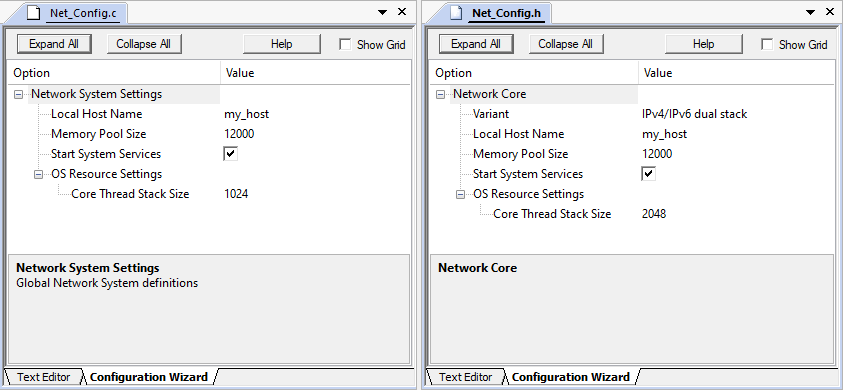 Net_Config.c
Expand All Collapse All Help Show Grid
Option Value
Network System Settings
Local Host Name my_host
Memory Pool Size 12000
Start System Services
OS Resource Settings
Core Thread Stack Size 1024
Network System Settings
Global Network System definitions
Text Editor Configuration Wizard
Net_Config.h
Expand All Collapse All Help Show Grid
Option Value
Network Core
Variant IPv4/IPv6 dual stack
Local Host Name my_host
Memory Pool Size 12000
Start System Services
OS Resource Settings
Core Thread Stack Size 2048
Network Core
Text Editor Configuration Wizard